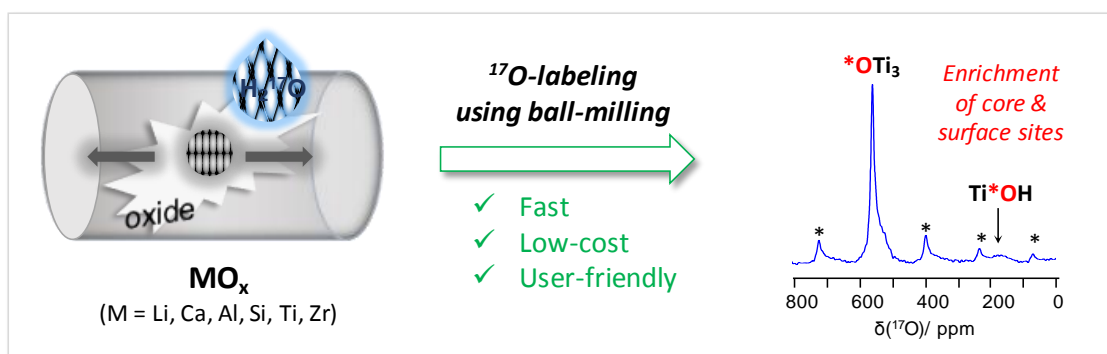 H₂¹⁷O
oxide
MOₓ
(M = Li, Ca, Al, Si, Ti, Zr)
¹⁷O-labeling
using ball-milling
✓ Fast
✓ Low-cost
✓ User-friendly
*OTi₃
Enrichment
of core &
surface sites
Ti*OH
* * * *
800 600 400 200 0
δ(¹⁷O)/ ppm